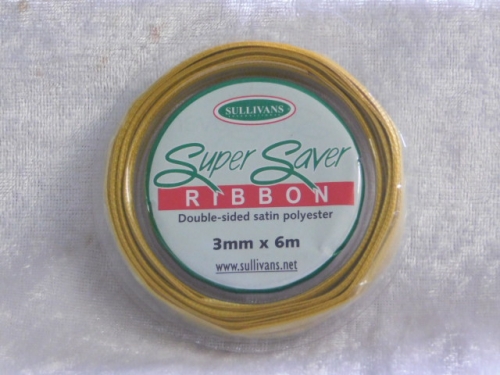 SULLIVANS
Super Saver
RIBBON
Double-sided satin polyester
3mm x 6m
www.sullivans.net